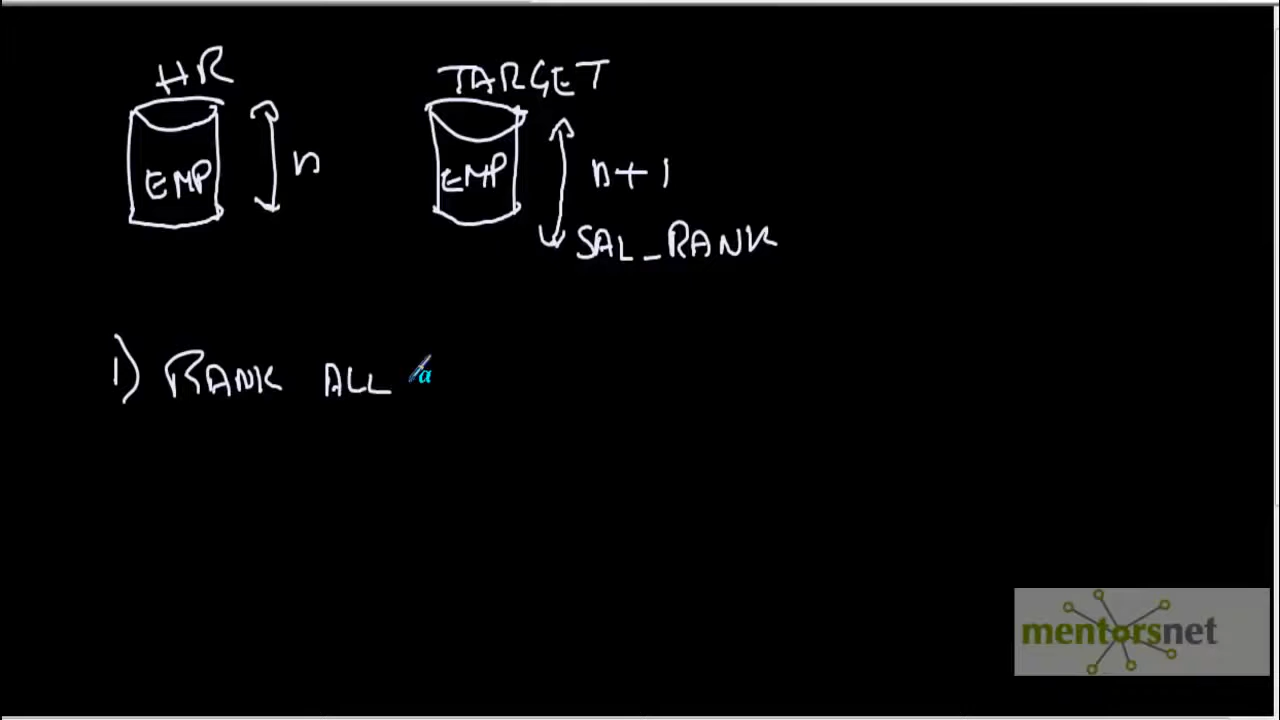 HR TARGET
EMP n EMP n+1
SAL_RANK
1) RANK ALL
a
mentorsnet